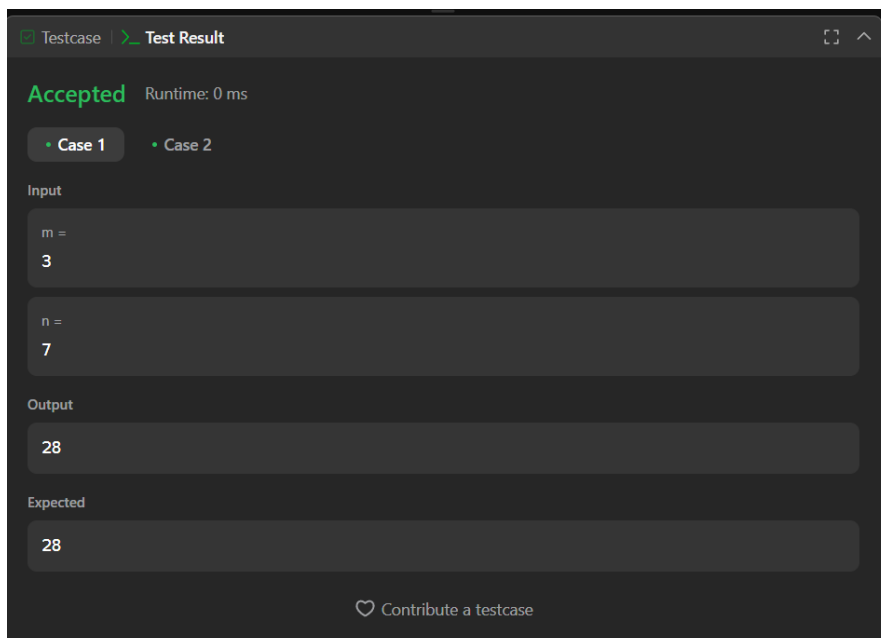 Testcase | >_ Test Result
Accepted Runtime: 0 ms
• Case 1 • Case 2
Input
m =
3
n =
7
Output
28
Expected
28
Contribute a testcase